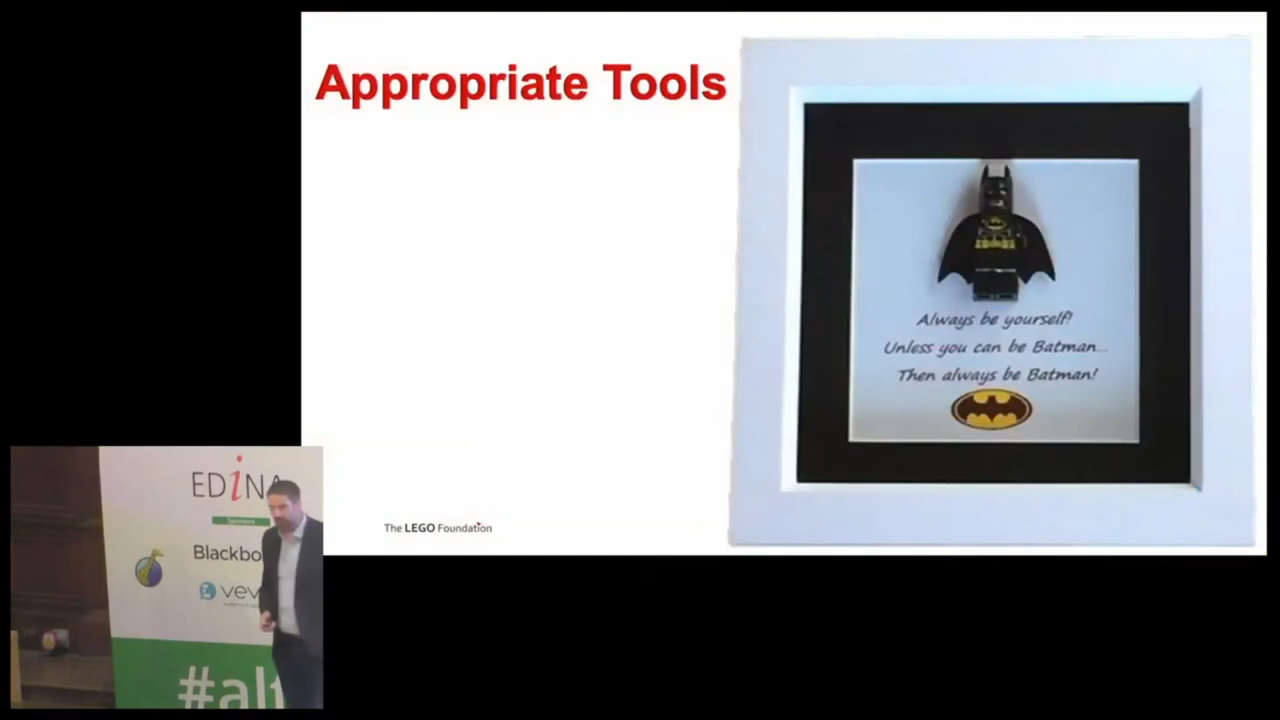 Appropriate Tools
Always be yourself!
Unless you can be Batman...
Then always be Batman!
The LEGO Foundation
EDiNA
Sponsors
Blackbo
vev
#alt